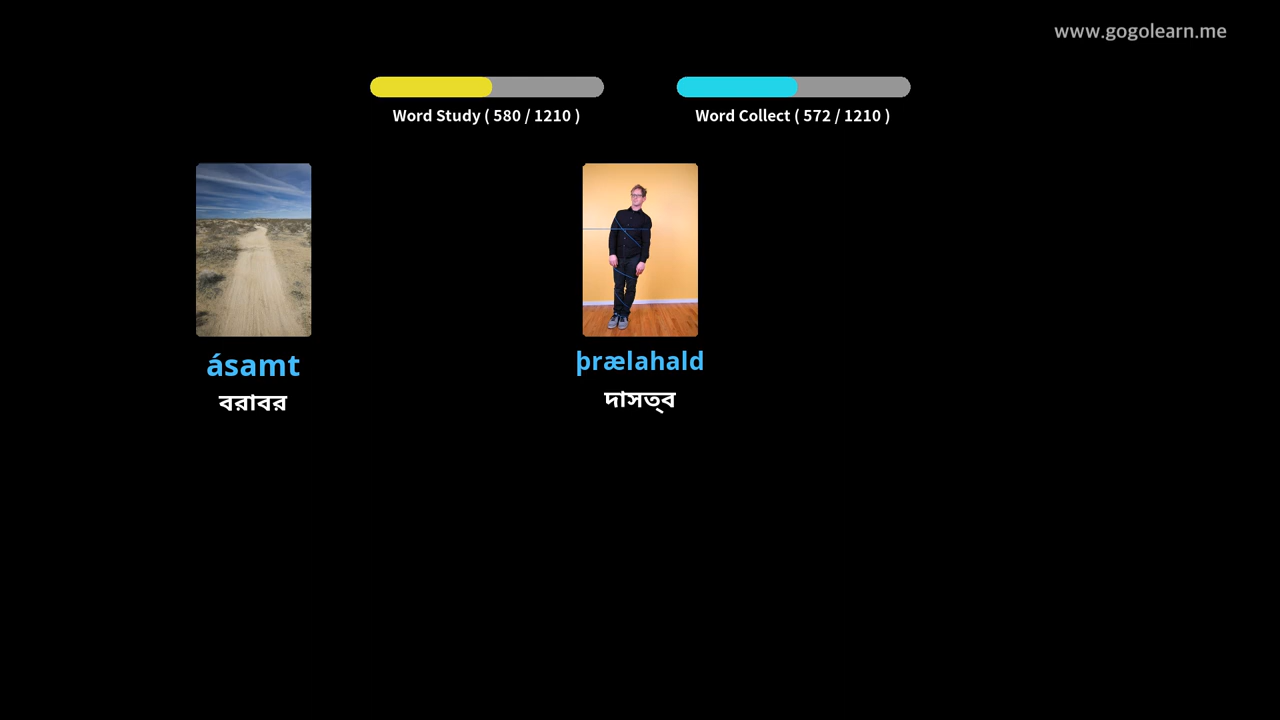 www.gogolearn.me
Word Study ( 580 / 1210 )
Word Collect ( 572 / 1210 )
ásamt
þrælahald
বরাবর
দাসত্ব